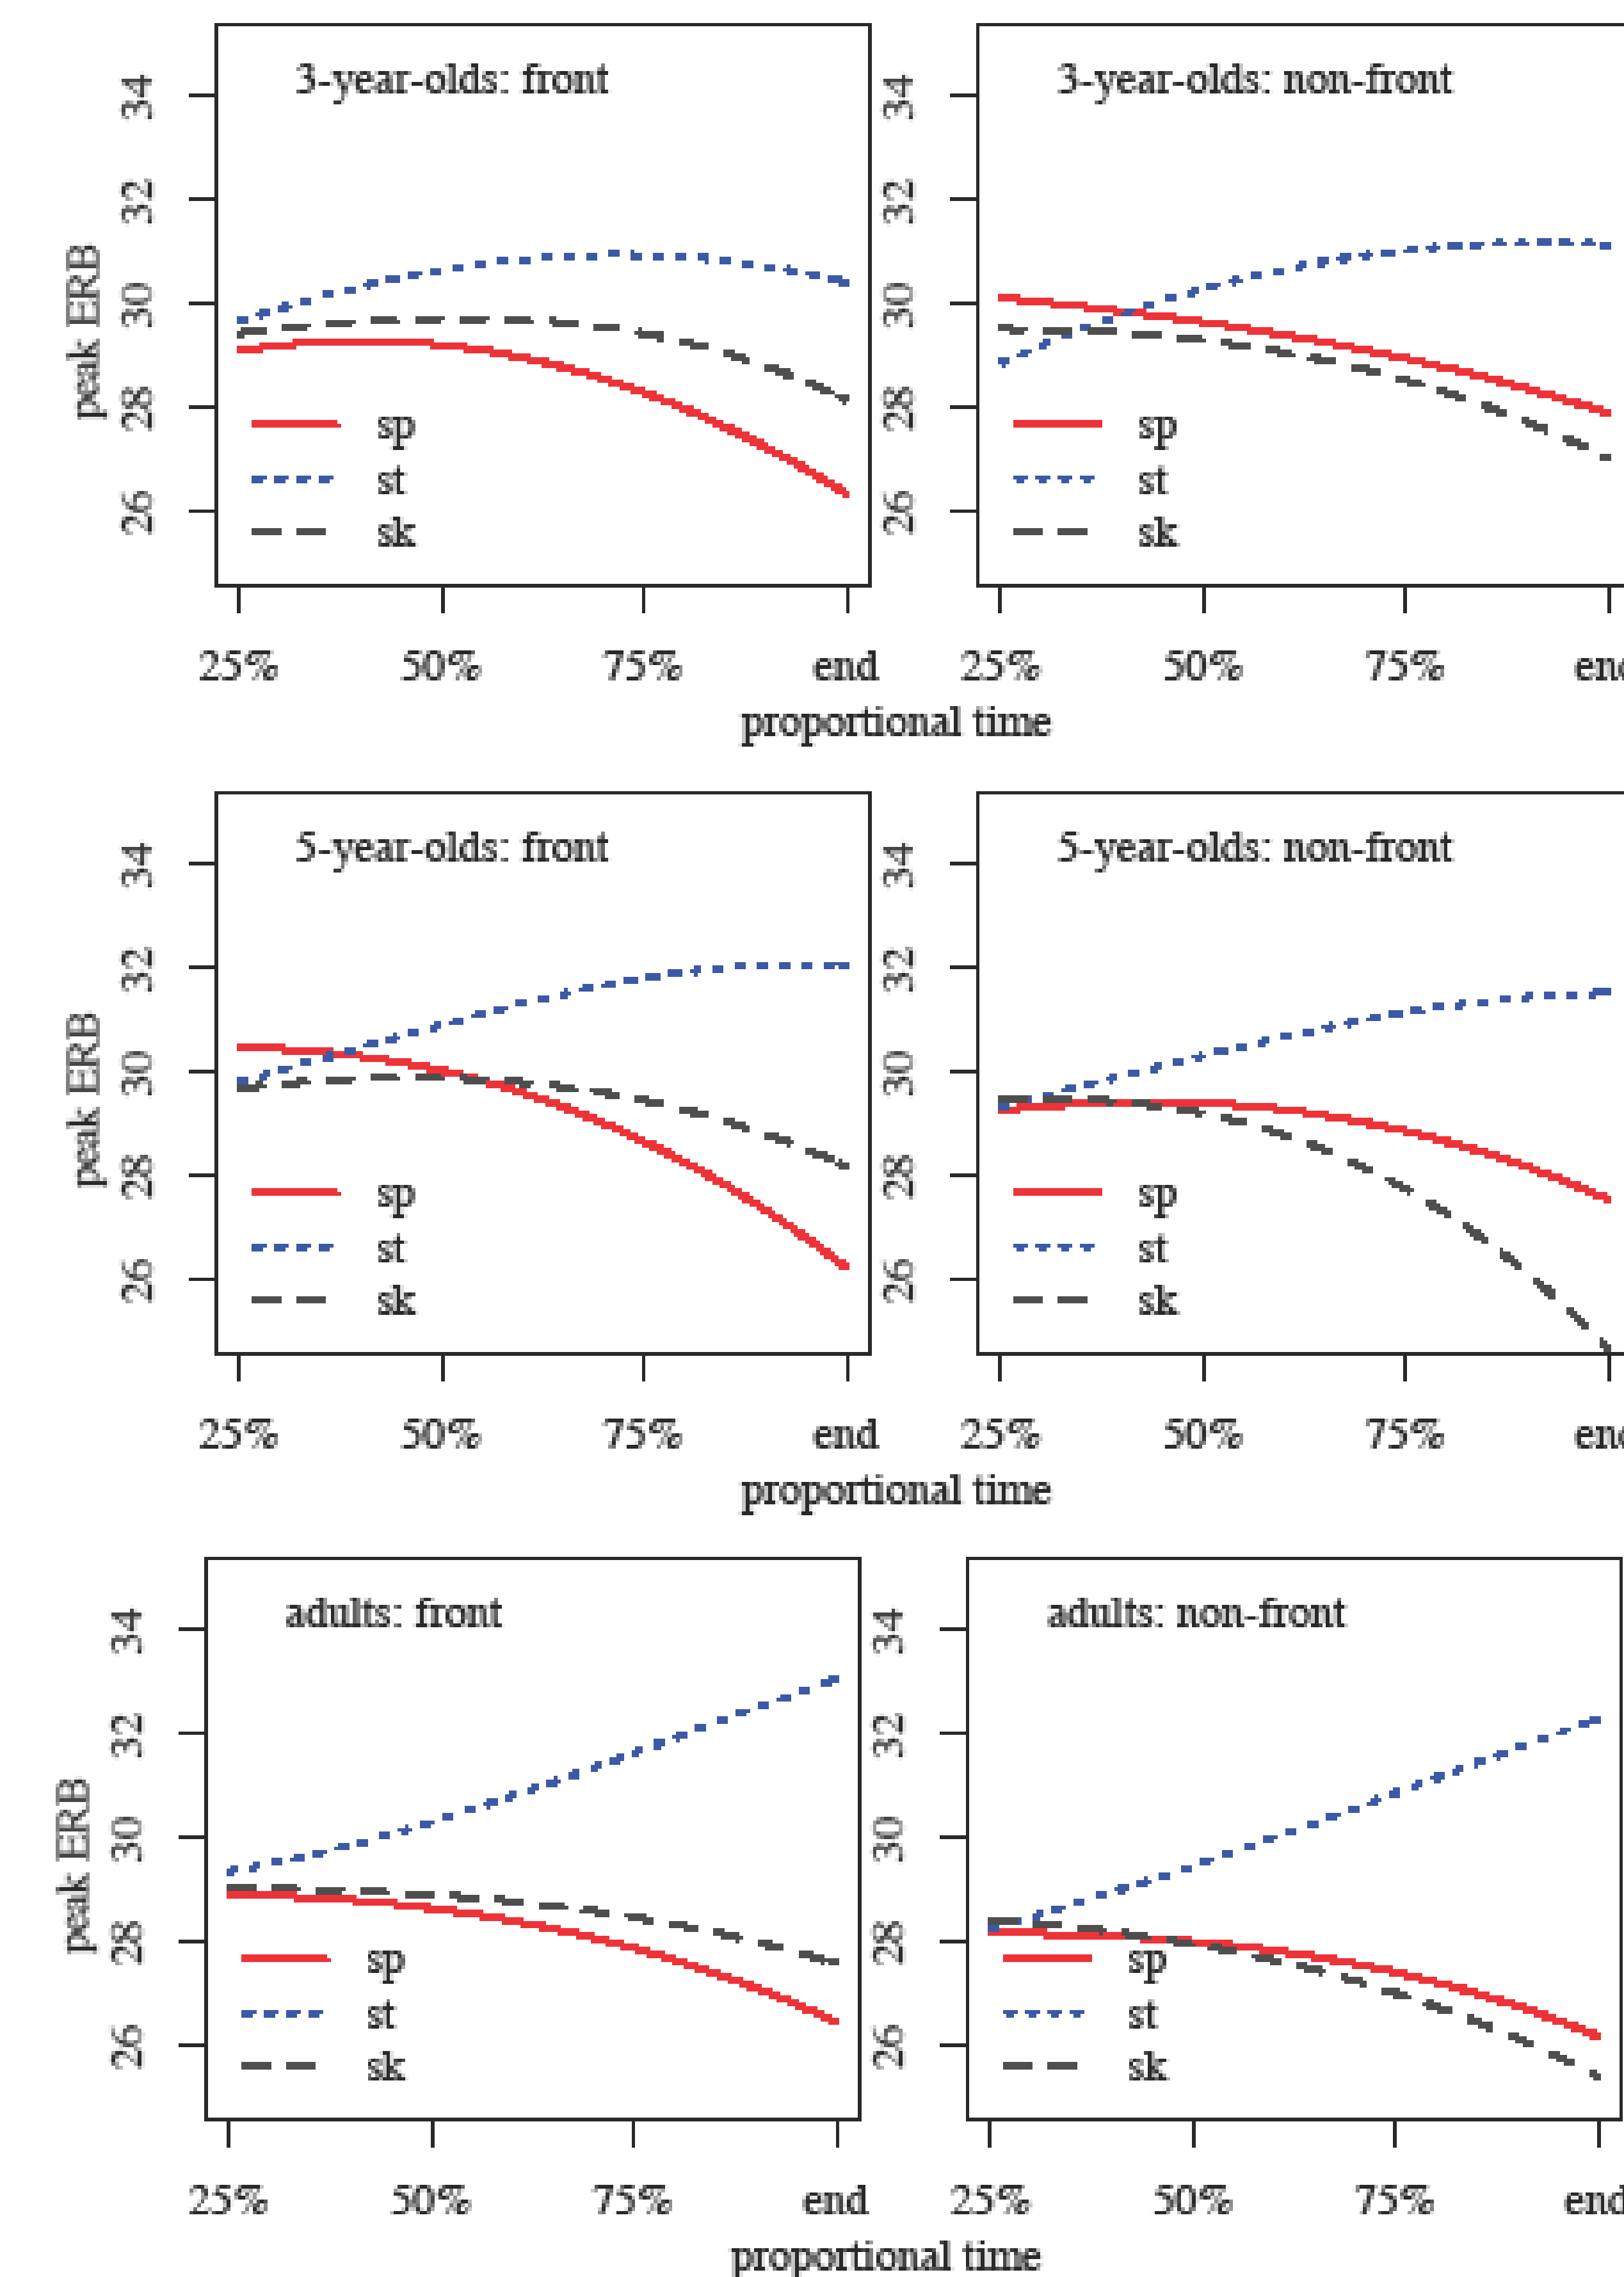 3-year-olds: front
3-year-olds: non-front
peak ERB
34
32
30
28
26
34
32
30
28
26
sp
st
sk
sp
st
sk
25% 50% 75% end
25% 50% 75% end
proportional time
5-year-olds: front
5-year-olds: non-front
peak ERB
34
32
30
28
26
34
32
30
28
26
sp
st
sk
sp
st
sk
25% 50% 75% end
25% 50% 75% end
proportional time
adults: front
adults: non-front
peak ERB
34
32
30
28
26
34
32
30
28
26
sp
st
sk
sp
st
sk
25% 50% 75% end
25% 50% 75% end
proportional time